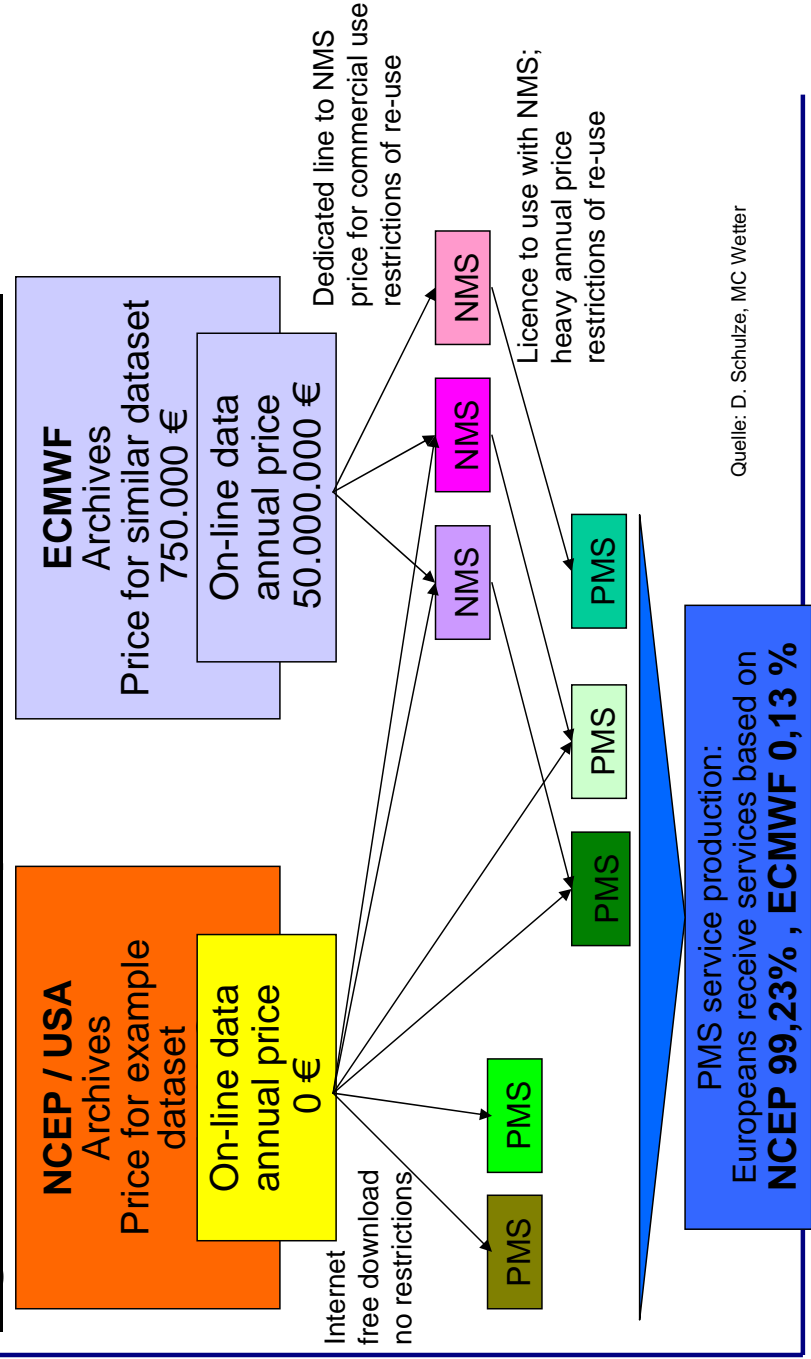 NCEP / USA
Archives
Price for example
dataset
On-line data
annual price
0 €
ECMWF
Archives
Price for similar dataset
750.000 €
On-line data
annual price
50.000.000 €
Internet
free download
no restrictions
Dedicated line to NMS
price for commercial use
restrictions of re-use
NMS
NMS
NMS
Licence to use with NMS;
heavy annual price
restrictions of re-use
PMS
PMS
PMS
PMS
PMS
Quelle: D. Schulze, MC Wetter
PMS service production:
Europeans receive services based on
NCEP 99,23% , ECMWF 0,13 %